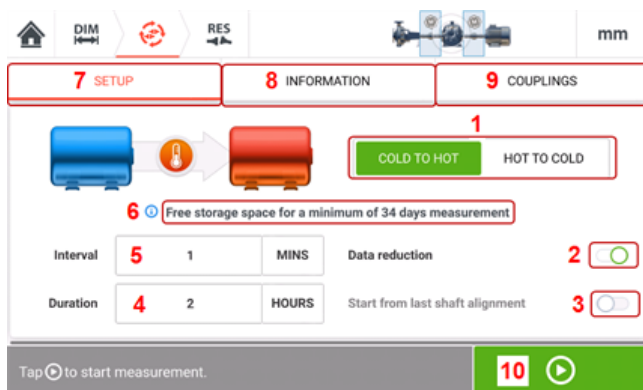 DIM
RES
mm
7 SETUP
8 INFORMATION
9 COUPLINGS
1
COLD TO HOT
HOT TO COLD
6 Free storage space for a minimum of 34 days measurement
Interval 5 1 MINS Data reduction 2
Duration 4 2 HOURS Start from last shaft alignment 3
Tap to start measurement. 10